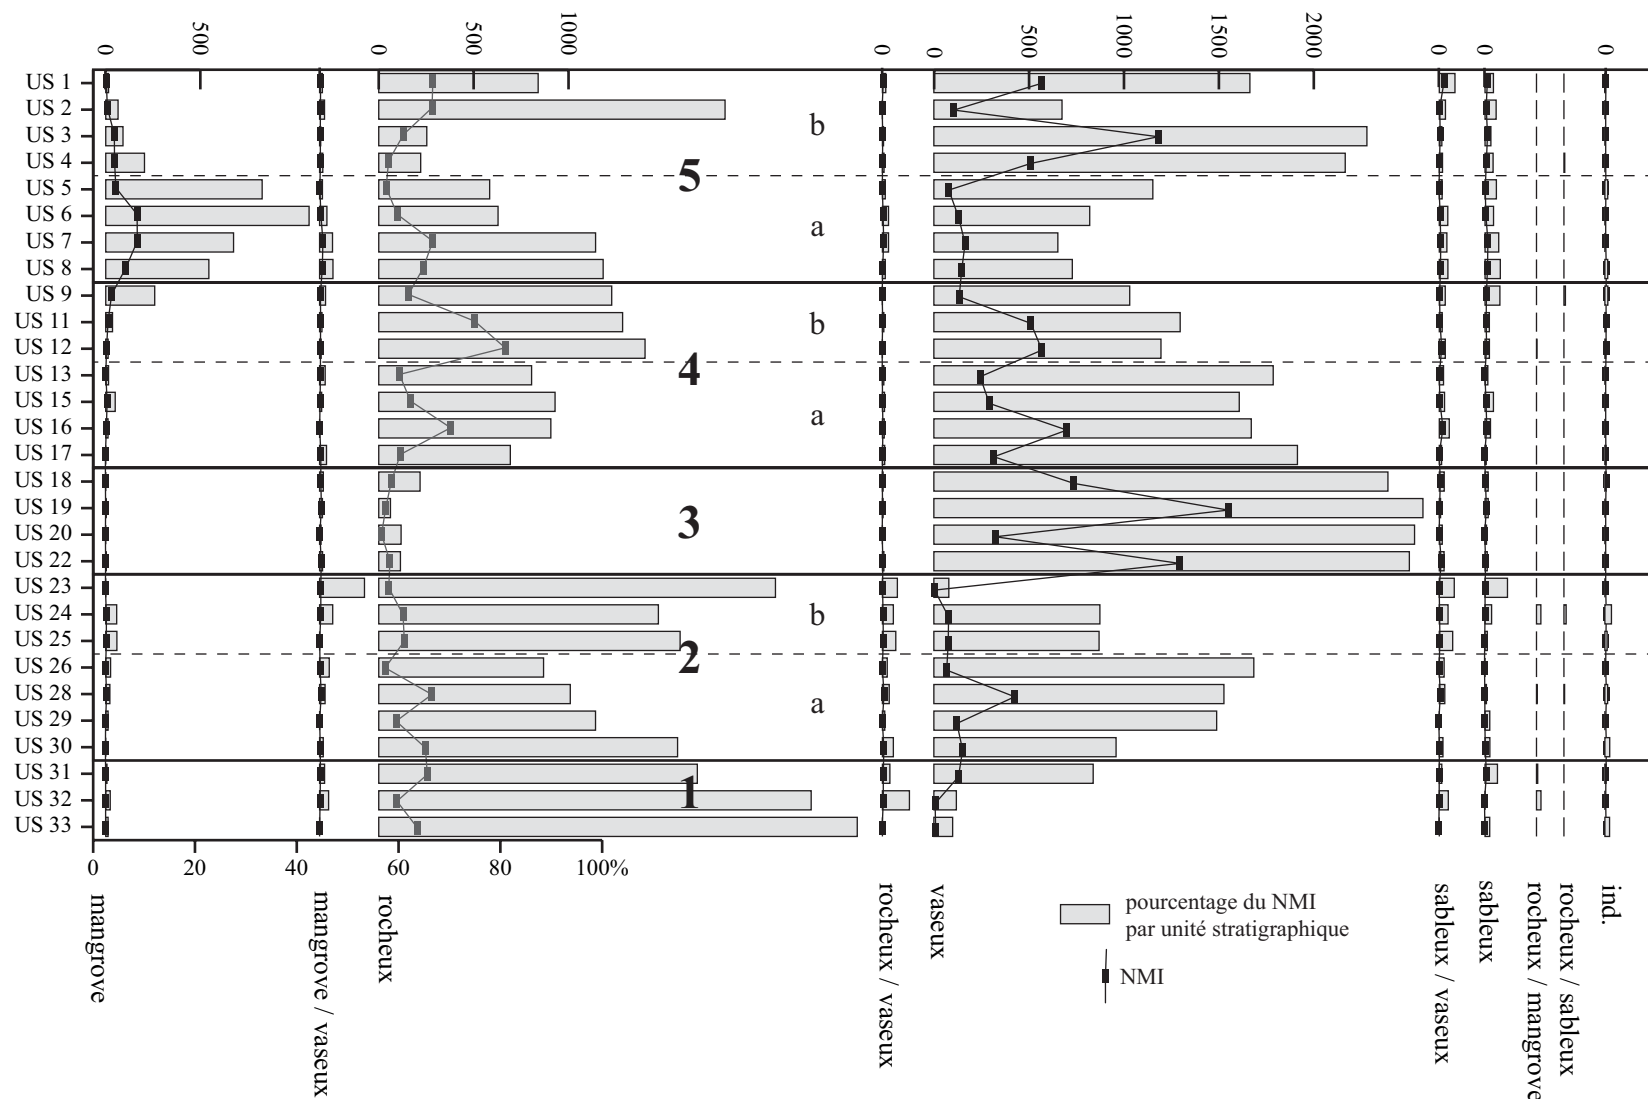 0 500 0 500 1000 0 0 500 1000 1500 2000 0 0 0
US 1
US 2
b
US 3
US 4
5
US 5
US 6
a
US 7
US 8
US 9
US 11
b
US 12
4
US 13
US 15
a
US 16
US 17
US 18
US 19
3
US 20
US 22
US 23
US 24
b
US 25
2
US 26
US 28
a
US 29
US 30
US 31
1
US 32
US 33
0 20 40 60 80 100%
mangrove
mangrove / vaseux
rocheux
rocheux / vaseux
vaseux
pourcentage du NMI
par unité stratigraphique
NMI
sableux / vaseux
sableux
rocheux / mangrove
rocheux / sableux
ind.